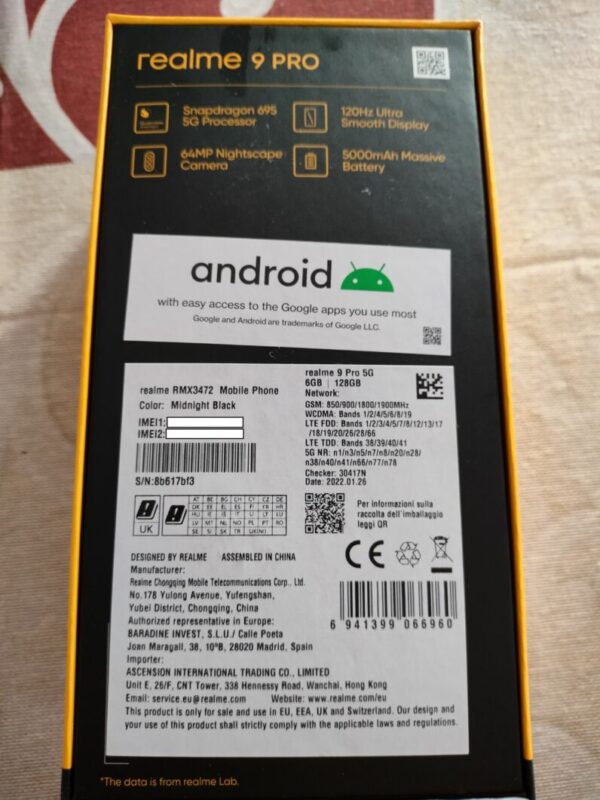 realme 9 PRO
Snapdragon 695
5G Processor
120Hz Ultra
Smooth Display
64MP Nightscape
Camera
5000mAh Massive
Battery
android
with easy access to the Google apps you use most
Google and Android are trademarks of Google LLC.
realme RMX3472 Mobile Phone
Color: Midnight Black
IMEI1:
IMEI2:
S/N:8b617bf3
realme 9 Pro 5G
6GB | 128GB
Network:
GSM: 850/900/1800/1900MHz
WCDMA: Bands 1/2/4/5/6/8/19
LTE FDD: Bands 1/2/3/4/5/7/8/12/13/17
/18/19/20/26/28/66
LTE TDD: Bands 38/39/40/41
5G NR: n1/n3/n5/n7/n8/n20/n28/
n38/n40/n41/n66/n77/n78
Checker: 30417N
Date: 2022.01.26
UK
AT BE BG CH CY CZ DE
Per informazioni sulla
raccolta dell'imballaggio
leggi QR
DESIGNED BY REALME ASSEMBLED IN CHINA
Manufacturer:
Realme Chongqing Mobile Telecommunications Corp., Ltd.
No.178 Yulong Avenue, Yufengshan,
Yubei District, Chongqing, China
Authorized representative in Europe:
BARADINE INVEST, S.L.U./ Calle Poeta
Joan Maragall, 38, 10ºB, 28020 Madrid, Spain
Importer:
ASCENSION INTERNATIONAL TRADING CO., LIMITED
Unit E, 26/F, CNT Tower, 338 Hennessy Road, Wanchai, Hong Kong
Email: service.eu@realme.com Website: www.realme.com/eu
This product is only for sale and use in EU, EEA, UK and Switzerland. Our design and
your use of this product shall strictly comply with the applicable laws and regulations.
CE
6 941399 066960
*The data is from realme Lab.